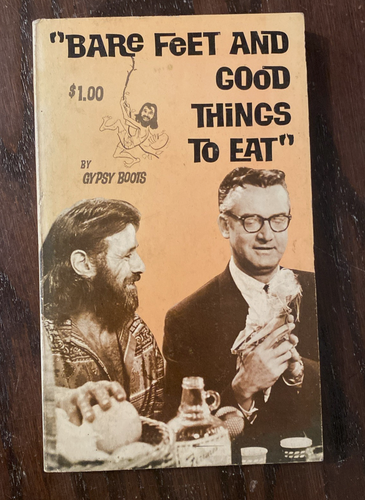 "BARE FEET AND
GOOD
$1.00
THINGS
TO EAT"
BY
GYPSY BOOTS